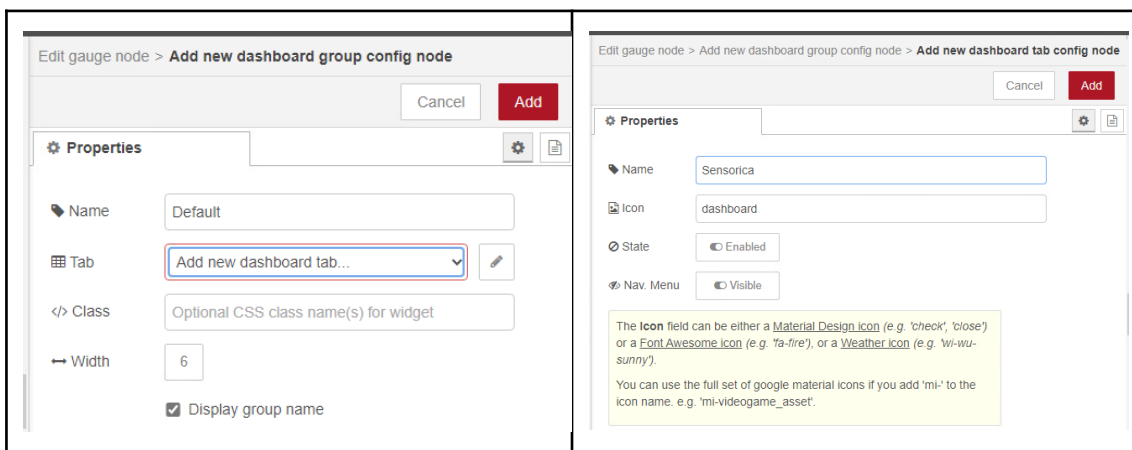 Edit gauge node > Add new dashboard group config node
Cancel
Add
Properties
Name
Default
Tab
Add new dashboard tab...
</> Class
Optional CSS class name(s) for widget
Width
6
Display group name
Edit gauge node > Add new dashboard group config node > Add new dashboard tab config node
Cancel
Add
Properties
Name
Sensorica
Icon
dashboard
State
Enabled
Nav. Menu
Visible
The Icon field can be either a Material Design icon (e.g. 'check', 'close')
or a Font Awesome icon (e.g. 'fa-fire'), or a Weather icon (e.g. 'wi-wu-
sunny').
You can use the full set of google material icons if you add 'mi-' to the
icon name. e.g. 'mi-videogame_asset'.